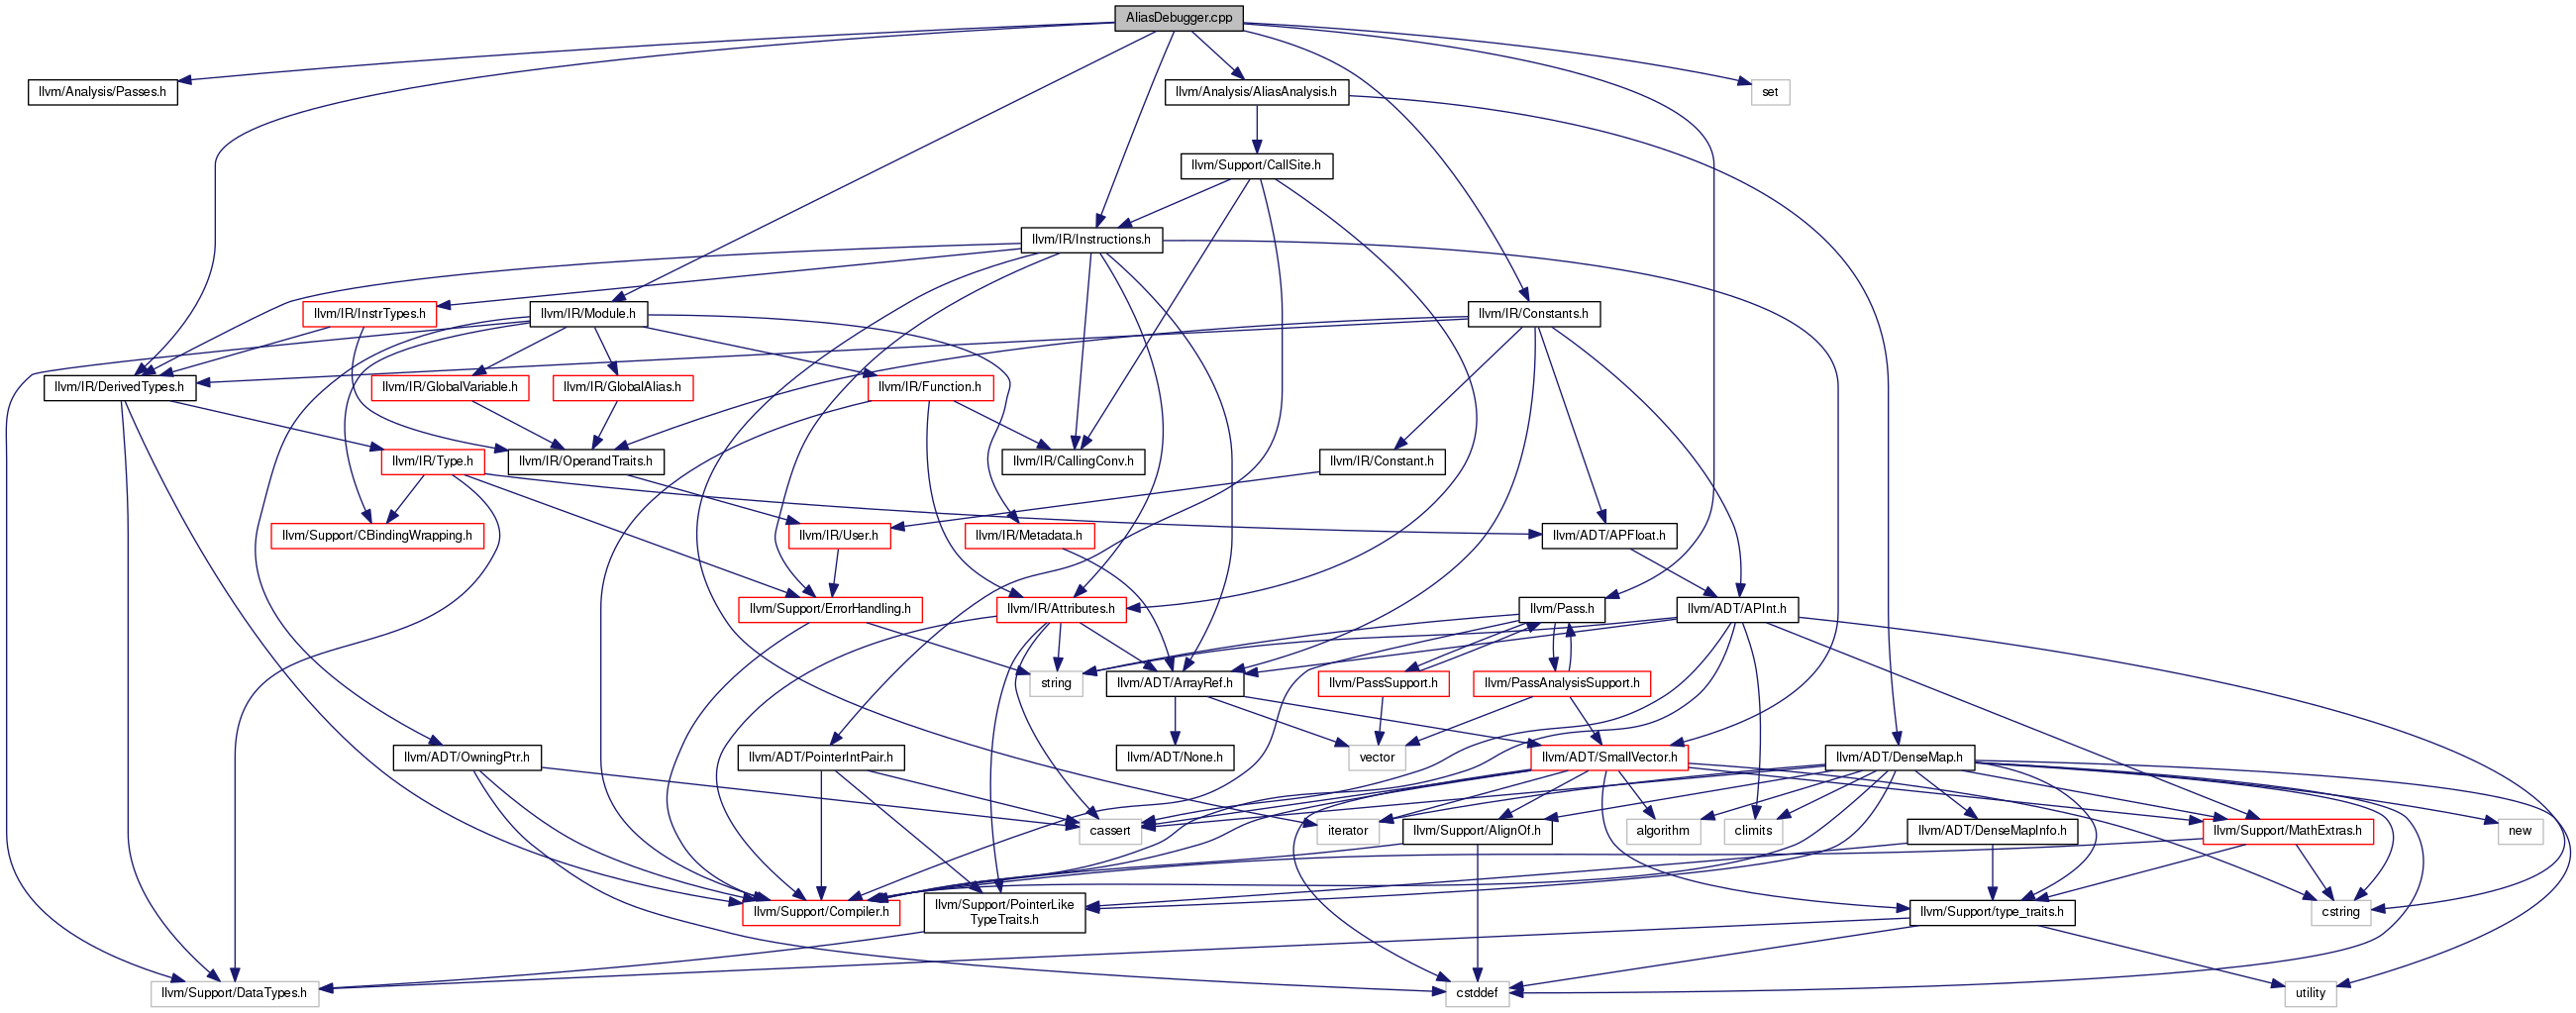 AliasDebugger.cpp
llvm/Analysis/Passes.h
llvm/Analysis/AliasAnalysis.h
set
llvm/Support/CallSite.h
llvm/IR/Instructions.h
llvm/IR/InstrTypes.h
llvm/IR/Module.h
llvm/IR/Constants.h
llvm/IR/DerivedTypes.h
llvm/IR/GlobalVariable.h
llvm/IR/GlobalAlias.h
llvm/IR/Function.h
llvm/IR/Type.h
llvm/IR/OperandTraits.h
llvm/IR/CallingConv.h
llvm/IR/Constant.h
llvm/Support/CBindingWrapping.h
llvm/IR/User.h
llvm/IR/Metadata.h
llvm/ADT/APFloat.h
llvm/Support/ErrorHandling.h
llvm/IR/Attributes.h
llvm/Pass.h
llvm/ADT/APInt.h
string
llvm/ADT/ArrayRef.h
llvm/PassSupport.h
llvm/PassAnalysisSupport.h
llvm/ADT/OwningPtr.h
llvm/ADT/PointerIntPair.h
llvm/ADT/None.h
vector
llvm/ADT/SmallVector.h
llvm/ADT/DenseMap.h
cassert
iterator
llvm/Support/AlignOf.h
algorithm
climits
llvm/ADT/DenseMapInfo.h
llvm/Support/MathExtras.h
new
llvm/Support/Compiler.h
llvm/Support/PointerLike
TypeTraits.h
llvm/Support/type_traits.h
cstring
llvm/Support/DataTypes.h
cstddef
utility